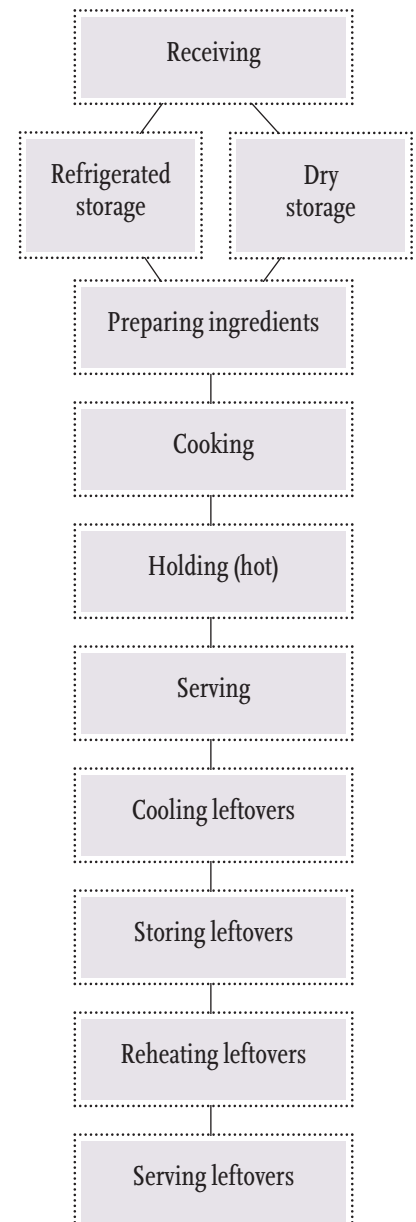 Receiving
Refrigerated
storage
Dry
storage
Preparing ingredients
Cooking
Holding (hot)
Serving
Cooling leftovers
Storing leftovers
Reheating leftovers
Serving leftovers